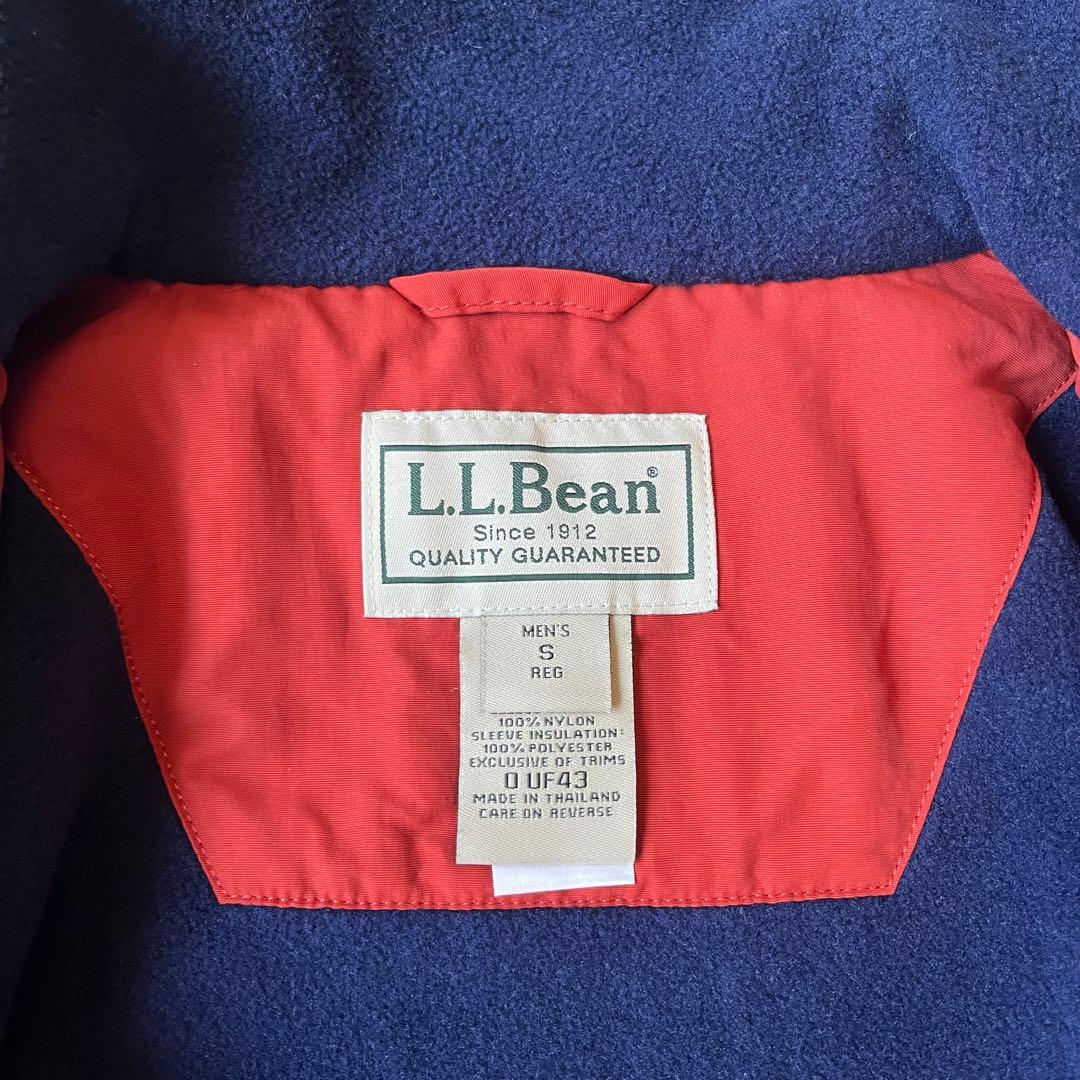 L.L.Bean®
Since 1912
QUALITY GUARANTEED
MEN'S
S
REG
100% NYLON
SLEEVE INSULATION:
100% POLYESTER
EXCLUSIVE OF TRIMS
0 UF43
MADE IN THAILAND
CARE ON REVERSE